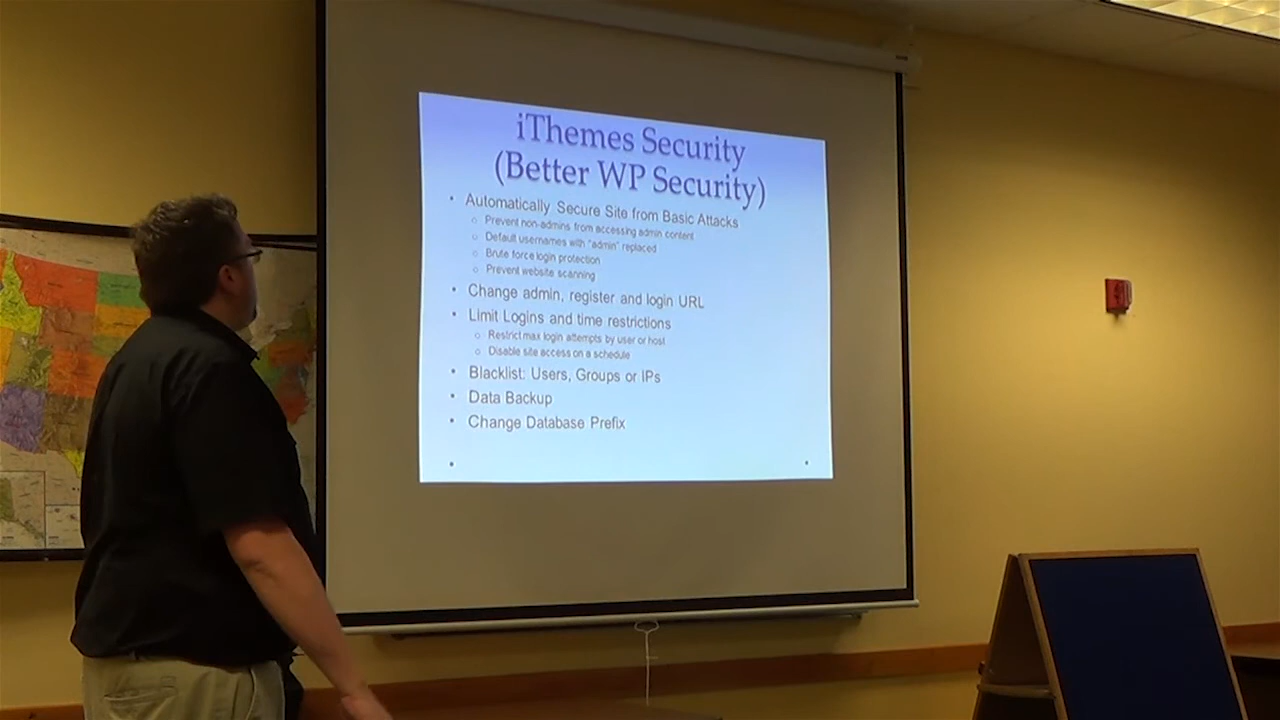 iThemes Security
(Better WP Security)
• Automatically Secure Site from Basic Attacks
○ Prevent non-admins from accessing admin content
○ Default usernames with "admin" replaced
○ Brute force login protection
○ Prevent website scanning
• Change admin, register and login URL
• Limit Logins and time restrictions
○ Restrict max login attempts by user or host
○ Disable site access on a schedule
• Blacklist: Users, Groups or IPs
• Data Backup
• Change Database Prefix